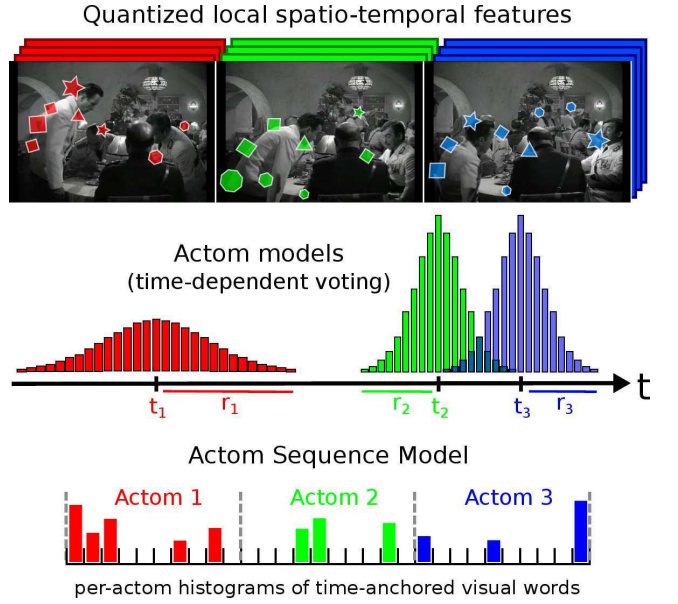 Quantized local spatio-temporal features
Actom models
(time-dependent voting)
t
t1 r1 r2 t2 t3 r3
Actom Sequence Model
Actom 1 Actom 2 Actom 3
per-actom histograms of time-anchored visual words